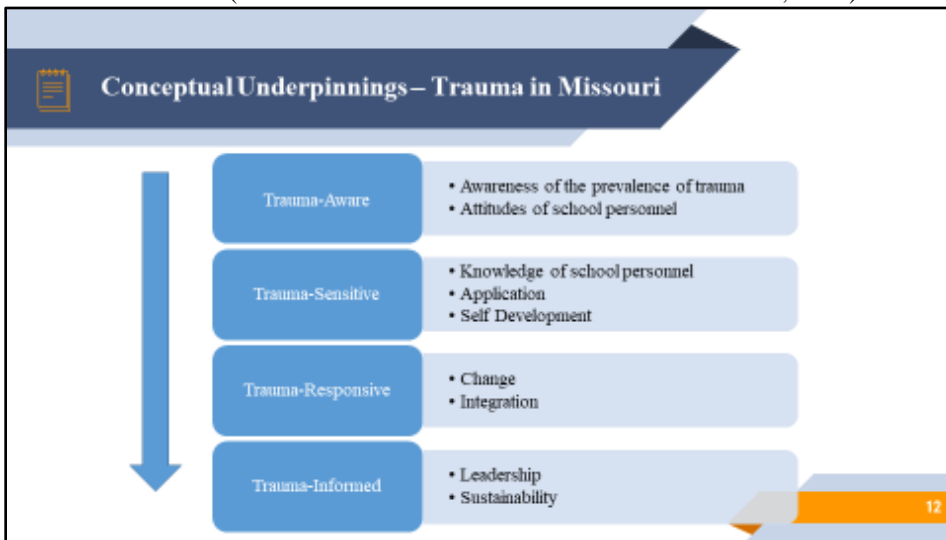 Conceptual Underpinnings – Trauma in Missouri
Trauma-Aware
• Awareness of the prevalence of trauma
• Attitudes of school personnel
Trauma-Sensitive
• Knowledge of school personnel
• Application
• Self Development
Trauma-Responsive
• Change
• Integration
Trauma-Informed
• Leadership
• Sustainability
12